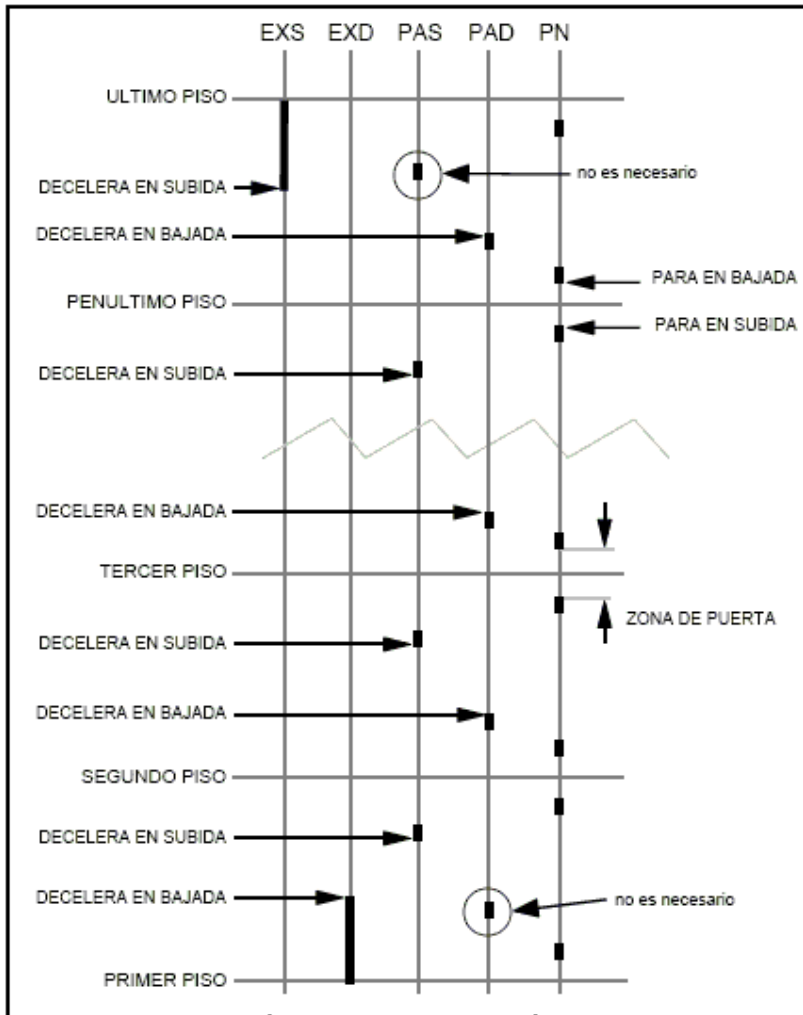 EXS EXD PAS PAD PN
ULTIMO PISO
no es necesario
DECELERA EN SUBIDA
DECELERA EN BAJADA
PARA EN BAJADA
PENULTIMO PISO
PARA EN SUBIDA
DECELERA EN SUBIDA
DECELERA EN BAJADA
TERCER PISO
ZONA DE PUERTA
DECELERA EN SUBIDA
DECELERA EN BAJADA
SEGUNDO PISO
DECELERA EN SUBIDA
DECELERA EN BAJADA
no es necesario
PRIMER PISO